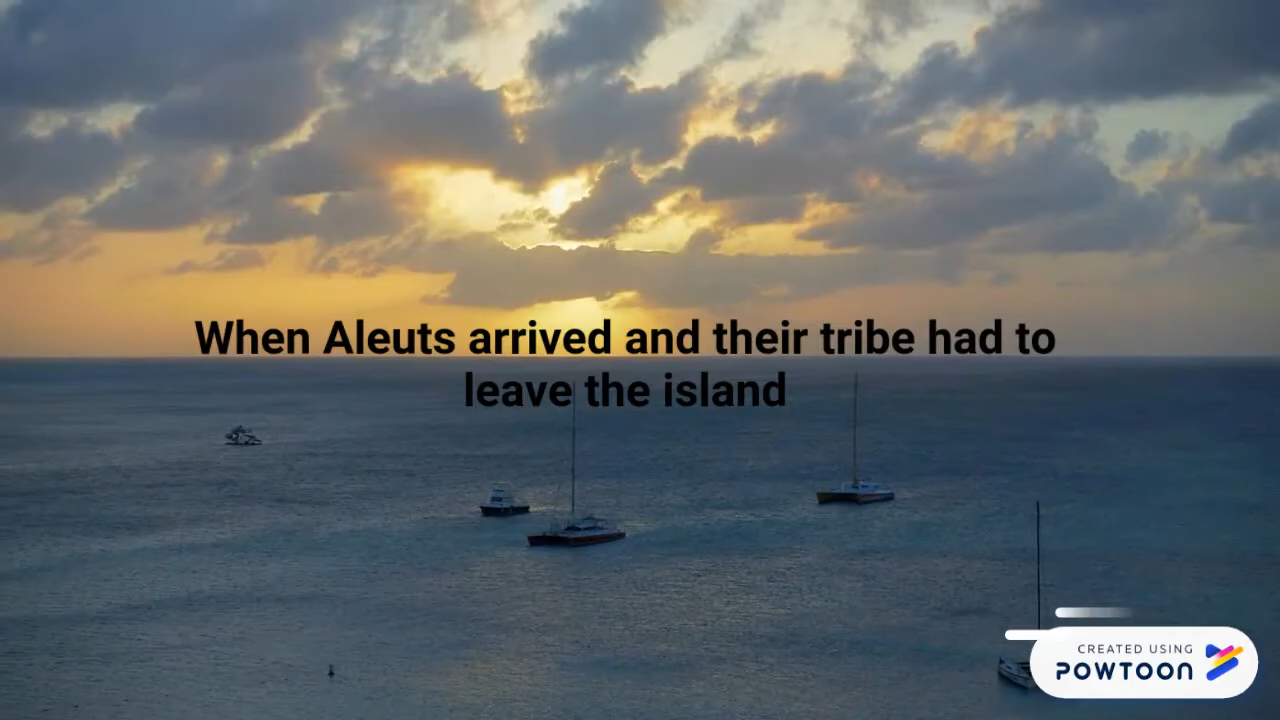 When Aleuts arrived and their tribe had to
leave the island
CREATED USING
POWTOON